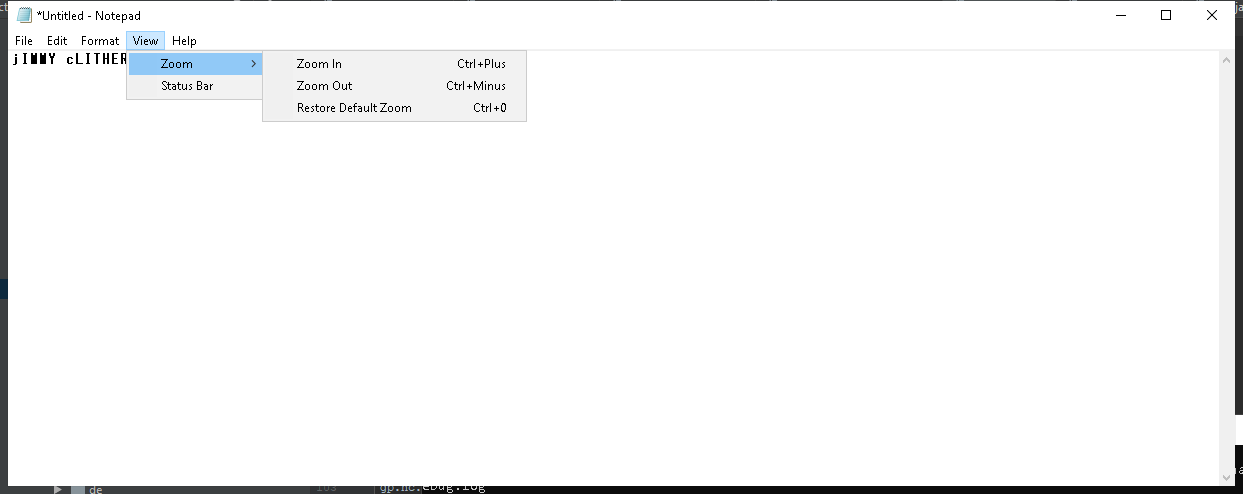 *Untitled - Notepad
File Edit Format View Help
jIMMY cLITHER
Zoom > Zoom In Ctrl+Plus
Status Bar Zoom Out Ctrl+Minus
Restore Default Zoom Ctrl+0
de 103 gp.nc.ebug.log